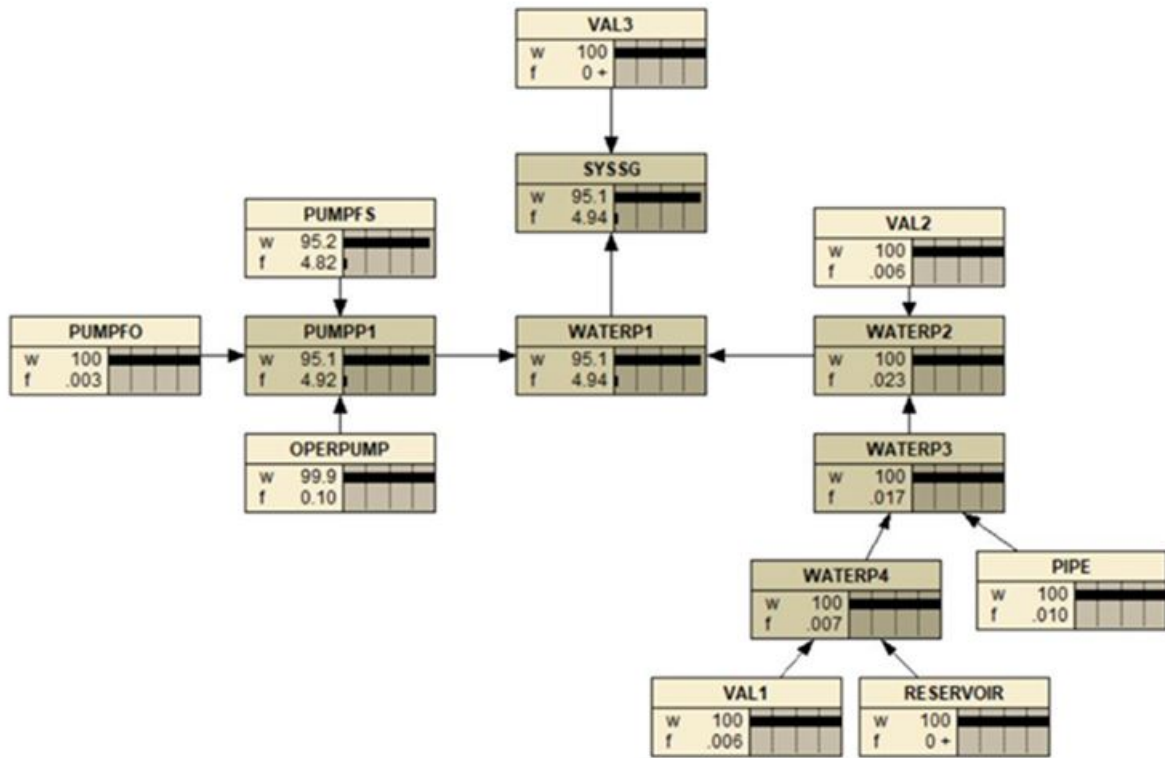 VAL3
w 100
f 0 +
SYSSG
w 95.1
f 4.94
PUMPFS
w 95.2
f 4.82
VAL2
w 100
f .006
PUMPFO
w 100
f .003
PUMPP1
w 95.1
f 4.92
WATERP1
w 95.1
f 4.94
WATERP2
w 100
f .023
OPERPUMP
w 99.9
f 0.10
WATERP3
w 100
f .017
WATERP4
w 100
f .007
PIPE
w 100
f .010
VAL1
w 100
f .006
RESERVOIR
w 100
f 0 +